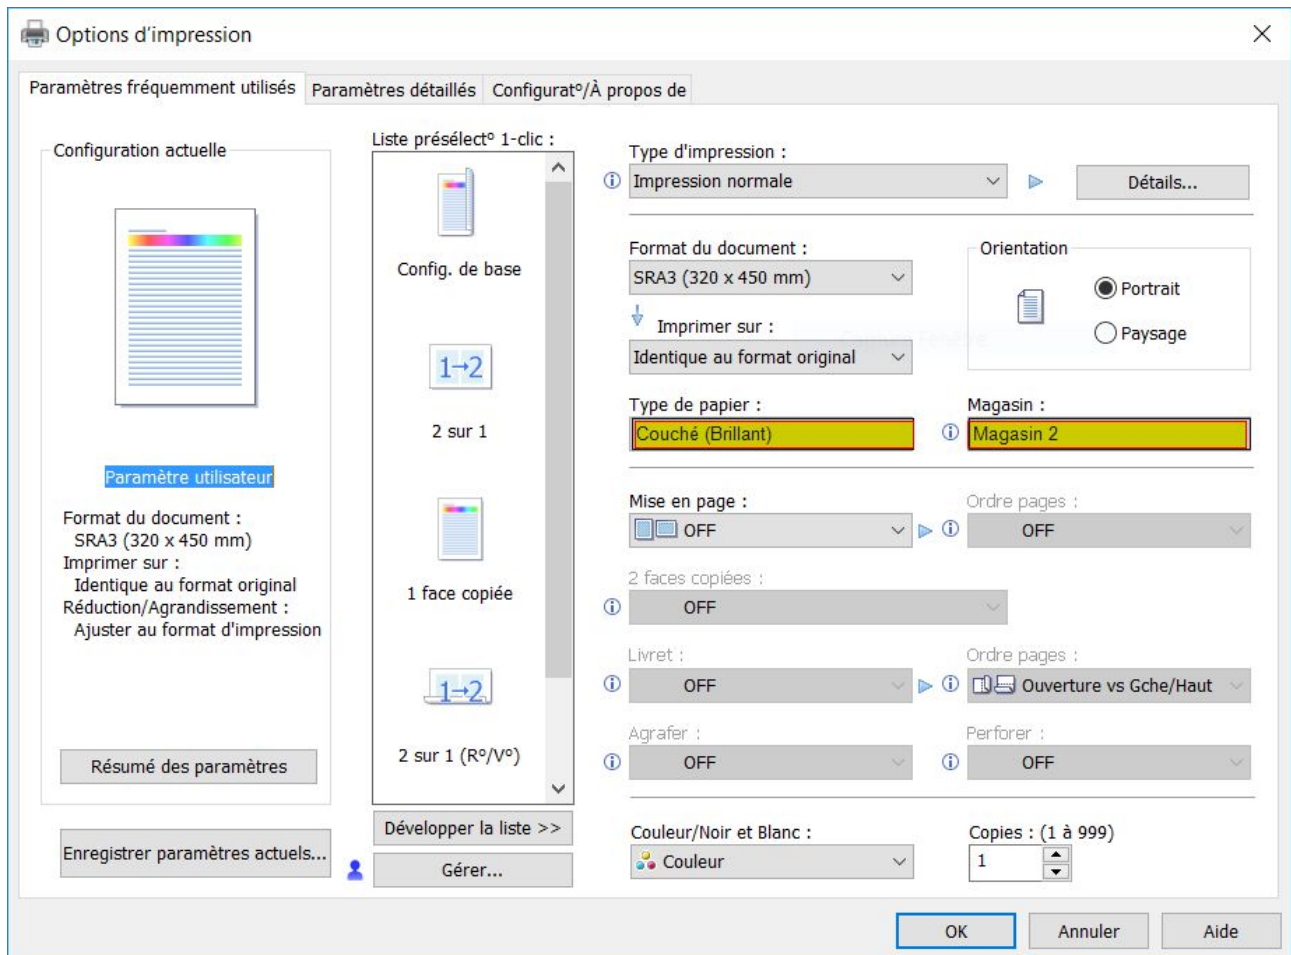 Options d'impression
Paramètres fréquemment utilisés
Paramètres détaillés
Configurat°/À propos de
Configuration actuelle
Paramètre utilisateur
Format du document :
SRA3 (320 x 450 mm)
Imprimer sur :
Identique au format original
Réduction/Agrandissement :
Ajuster au format d'impression
Résumé des paramètres
Enregistrer paramètres actuels...
Liste présélect° 1-clic :
Config. de base
1→2
2 sur 1
1 face copiée
1→2
2 sur 1 (R°/V°)
Développer la liste >>
Gérer...
Type d'impression :
Impression normale
Détails...
Format du document :
SRA3 (320 x 450 mm)
Imprimer sur :
Identique au format original
Orientation
Portrait
Paysage
Type de papier :
Couché (Brillant)
Magasin :
Magasin 2
Mise en page :
OFF
Ordre pages :
OFF
2 faces copiées :
OFF
Livret :
OFF
Ordre pages :
Ouverture vs Gche/Haut
Agrafer :
OFF
Perforer :
OFF
Couleur/Noir et Blanc :
Couleur
Copies : (1 à 999)
1
OK
Annuler
Aide